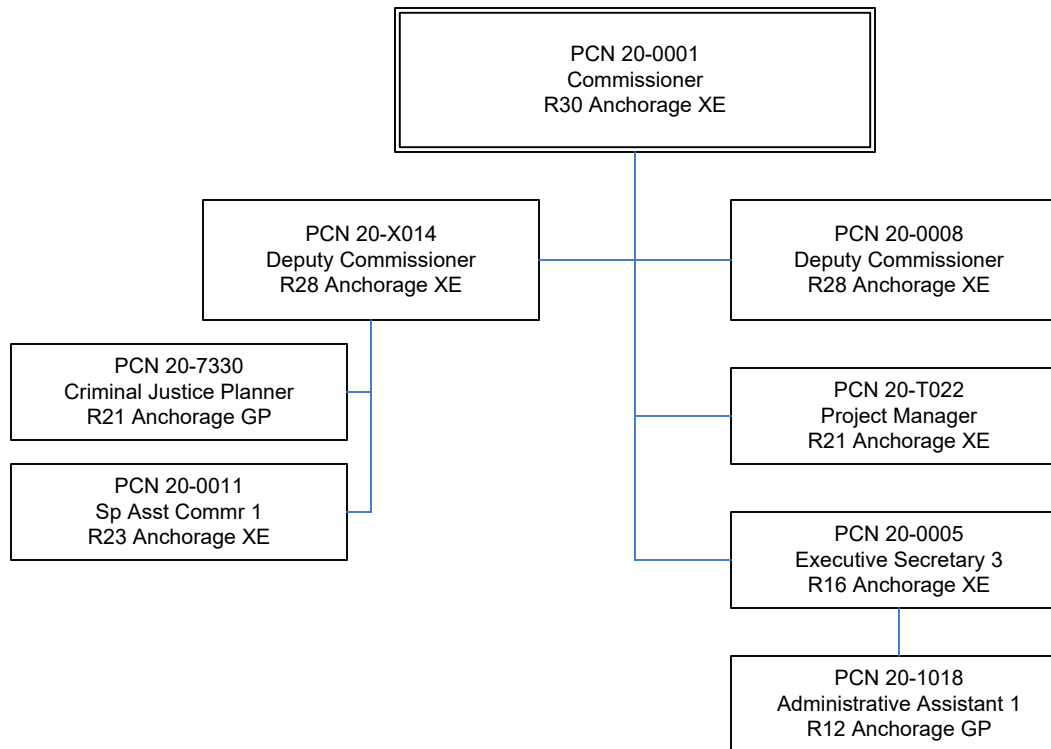 PCN 20-0001
Commissioner
R30 Anchorage XE
PCN 20-X014
Deputy Commissioner
R28 Anchorage XE
PCN 20-0008
Deputy Commissioner
R28 Anchorage XE
PCN 20-7330
Criminal Justice Planner
R21 Anchorage GP
PCN 20-T022
Project Manager
R21 Anchorage XE
PCN 20-0011
Sp Asst Commr 1
R23 Anchorage XE
PCN 20-0005
Executive Secretary 3
R16 Anchorage XE
PCN 20-1018
Administrative Assistant 1
R12 Anchorage GP